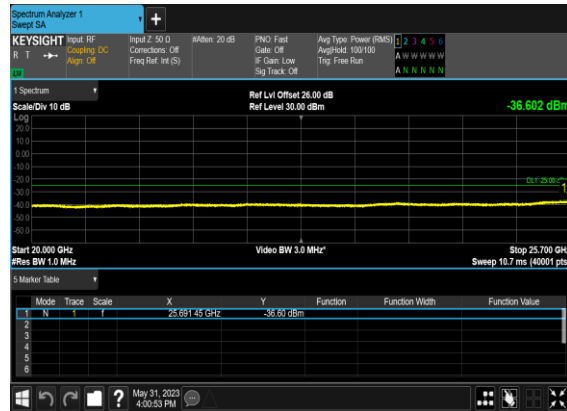 Spectrum Analyzer 1
Swept SA
KEYSIGHT Input: RF Input Z: 50 Ω #Atten: 20 dB PNO: Fast Avg Type: Power (RMS) 1 2 3 4 5 6
R T Coupling: DC Corrections: Off Gate: Off Avg|Hold: 100/100 A W W W W W
Align: Off Freq Ref: Int (S) IF Gain: Low Trig: Free Run
Sig Track: Off A N N N N N
1 Spectrum
Ref Lvl Offset 26.00 dB
Scale/Div 10 dB Ref Level 30.00 dBm -36.602 dBm
Log
20.0
10.0
0.00
-10.0
-20.0
DL1 -25.00
-30.0
1
-40.0
-50.0
-60.0
Start 20.000 GHz Video BW 3.0 MHz* Stop 25.700 GHz
#Res BW 1.0 MHz Sweep 10.7 ms (40001 pts
5 Marker Table
Mode Trace Scale X Y Function Function Width Function Value
1 N 1 f 25.691 45 GHz -36.60 dBm
2
3
4
5
6
May 31, 2023
4:00:53 PM